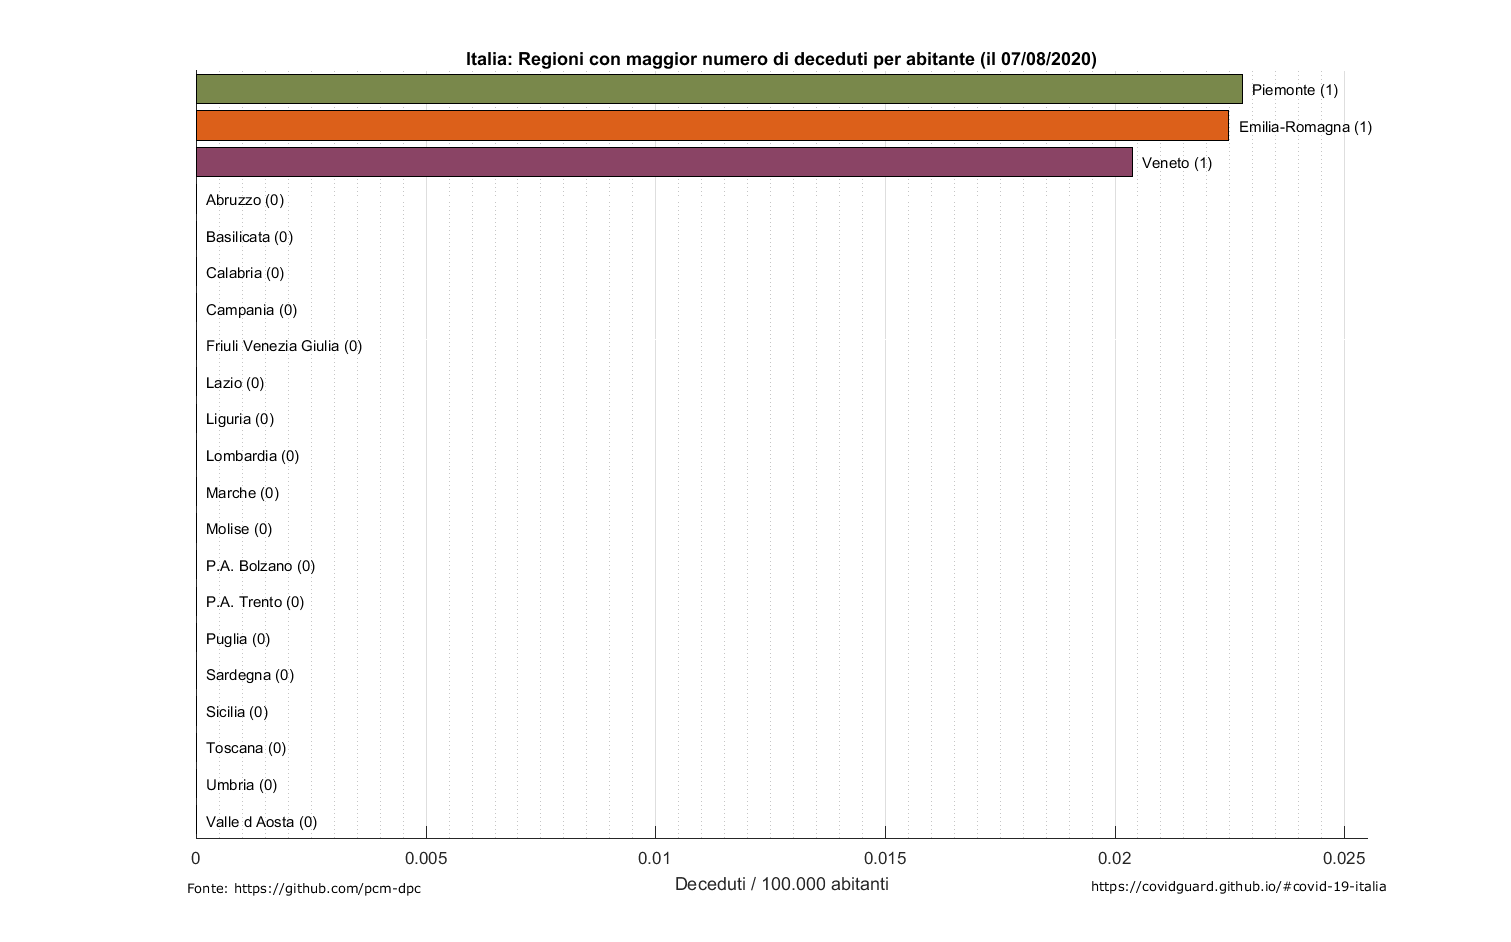 Italia: Regioni con maggior numero di deceduti per abitante (il 07/08/2020)
Piemonte (1)
Emilia-Romagna (1)
Veneto (1)
Abruzzo (0)
Basilicata (0)
Calabria (0)
Campania (0)
Friuli Venezia Giulia (0)
Lazio (0)
Liguria (0)
Lombardia (0)
Marche (0)
Molise (0)
P.A. Bolzano (0)
P.A. Trento (0)
Puglia (0)
Sardegna (0)
Sicilia (0)
Toscana (0)
Umbria (0)
Valle d Aosta (0)
0 0.005 0.01 0.015 0.02 0.025
Deceduti / 100.000 abitanti
Fonte: https://github.com/pcm-dpc
https://covidguard.github.io/#covid-19-italia